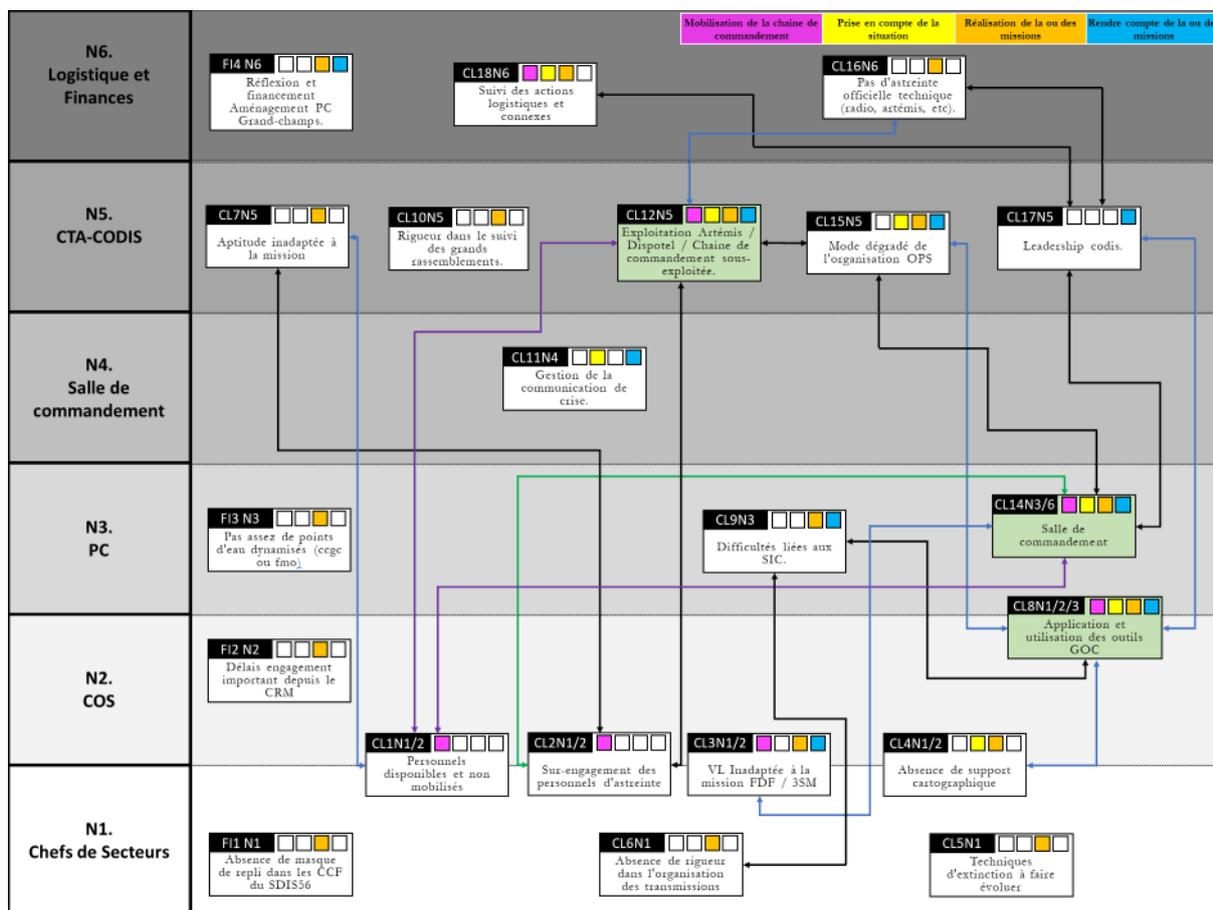 Mobilisation de la chaine de
commandement
Prise en compte de la
situation
Réalisation de la ou des
missions
Rendre compte de la ou de
missions
N6.
Logistique et
Finances
FI4 N6
Réflexion et
financement
Aménagement PC
Grand-champs.
CL18N6
Suivi des actions
logistiques et
connexes
CL16N6
Pas d'astreinte
officielle technique
(radio, artémis, etc).
N5.
CTA-CODIS
CL7N5
Aptitude inadaptée à
la mission
CL10N5
Rigueur dans le suivi
des grands
rassemblements.
CL12N5
Exploitation Artémis /
Dispotel / Chaine de
commandement sous-
exploitée.
CL15N5
Mode dégradé de
l'organisation OPS
CL17N5
Leadership codis.
N4.
Salle de
commandement
CL11N4
Gestion de la
communication de
crise.
N3.
PC
FI3 N3
Pas assez de points
d'eau dynamisés (ccgc
ou fmo)
CL9N3
Difficultés liées aux
SIC.
CL14N3/6
Salle de
commandement
CL8N1/2/3
Application et
utilisation des outils
GOC
N2.
COS
FI2 N2
Délais engagement
important depuis le
CRM
CL1N1/2
Personnels
disponibles et non
mobilisés
CL2N1/2
Sur-engagement des
personnels d'astreinte
CL3N1/2
VL Inadaptée à la
mission FDF / 3SM
CL4N1/2
Absence de support
cartographique
N1.
Chefs de Secteurs
FI1 N1
Absence de masque
de repli dans les CCF
du SDIS56
CL6N1
Absence de rigueur
dans l'organisation
des transmissions
CL5N1
Techniques
d'extinction à faire
évoluer